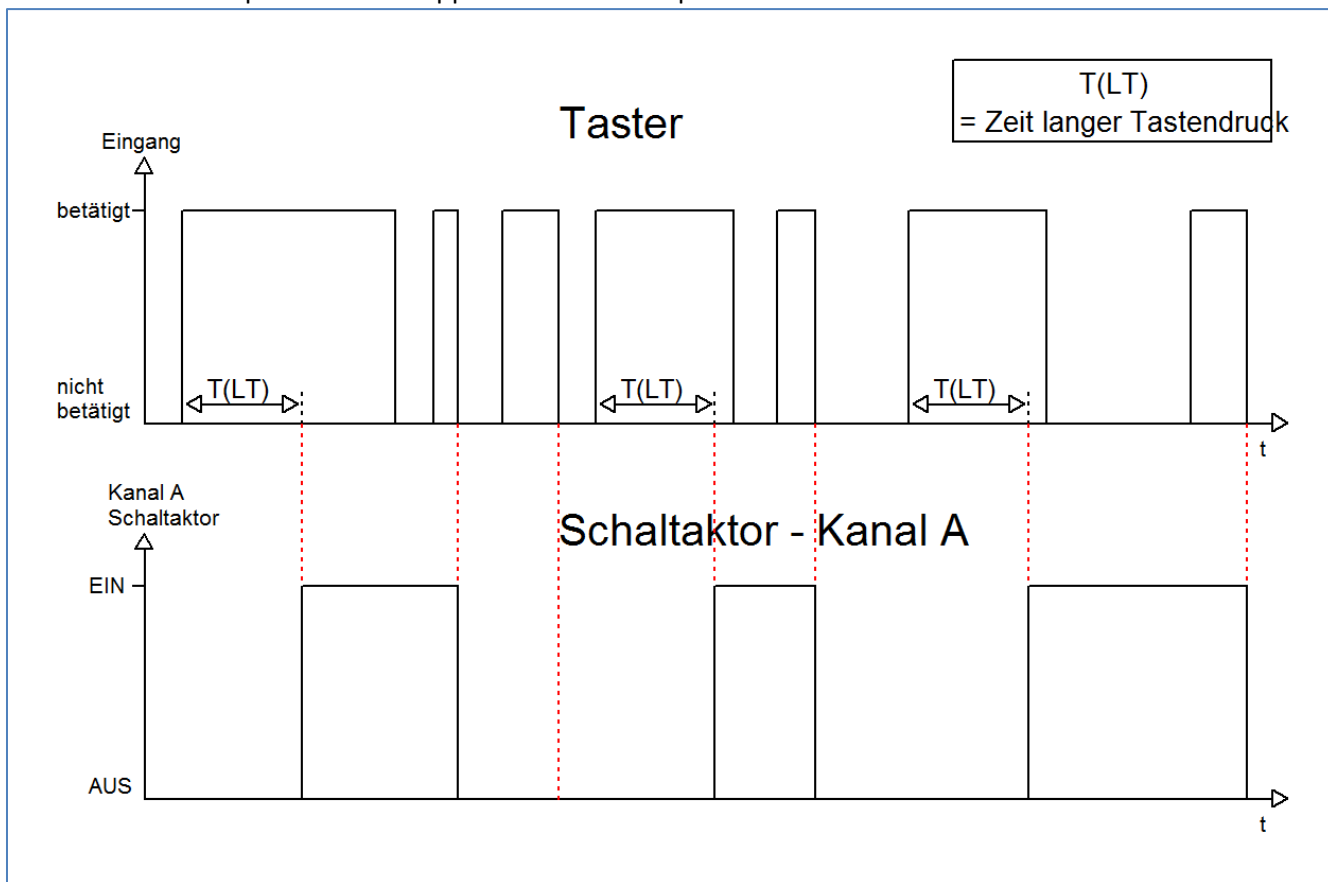 T(LT)
= Zeit langer Tastendruck
Taster
Eingang
betätigt
nicht
betätigt
T(LT)
T(LT)
T(LT)
t
Kanal A
Schaltaktor
Schaltaktor - Kanal A
EIN
AUS
t